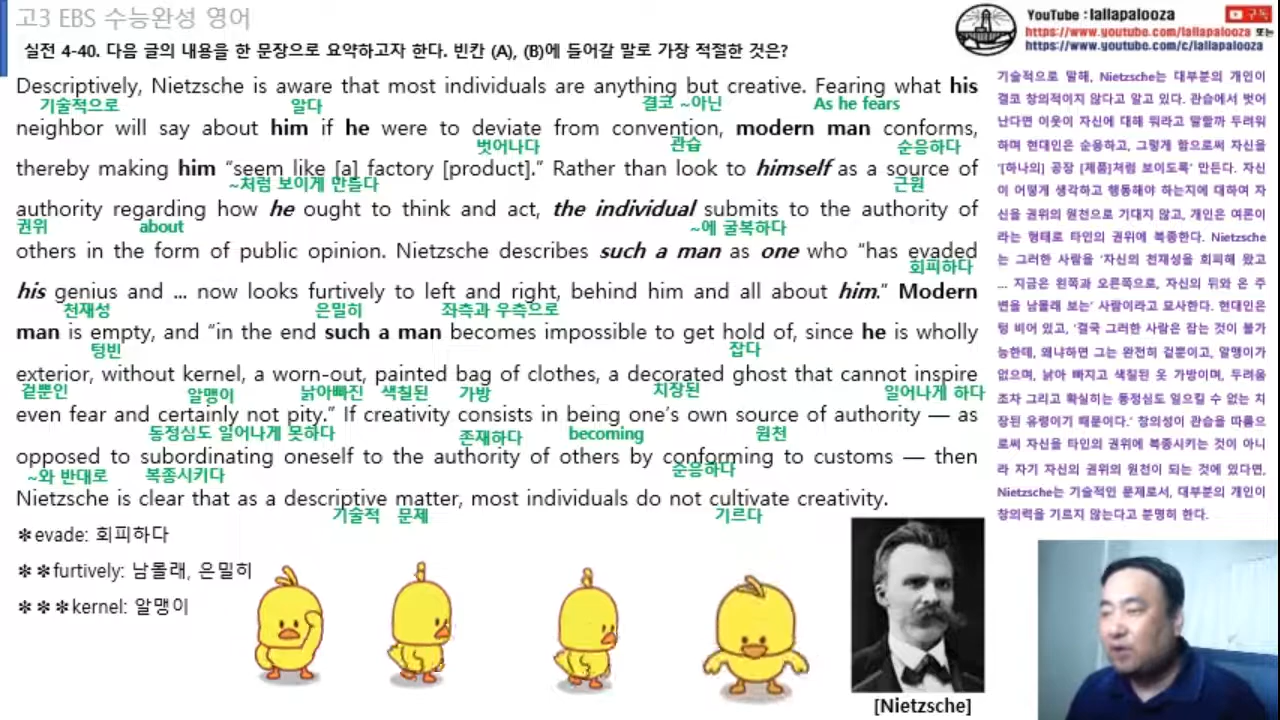 고3 EBS 수능완성 영어
YouTube : lallapalooza
구독
https://www.youtube.com/lallapalooza 또는
https://www.youtube.com/c/lallapalooza
실전 4-40. 다음 글의 내용을 한 문장으로 요약하고자 한다. 빈칸 (A), (B)에 들어갈 말로 가장 적절한 것은?
Descriptively, Nietzsche is aware that most individuals are anything but creative. Fearing what his
기술적으로 알다 결코 ~아닌 As he fears
neighbor will say about him if he were to deviate from convention, modern man conforms,
벗어나다 관습 순응하다
thereby making him “seem like [a] factory [product].” Rather than look to himself as a source of
~처럼 보이게 만들다 근원
authority regarding how he ought to think and act, the individual submits to the authority of
권위 about ~에 굴복하다
others in the form of public opinion. Nietzsche describes such a man as one who “has evaded
회피하다
his genius and ... now looks furtively to left and right, behind him and all about him.” Modern
천재성 은밀히 좌측과 우측으로
man is empty, and “in the end such a man becomes impossible to get hold of, since he is wholly
텅빈 잡다
exterior, without kernel, a worn-out, painted bag of clothes, a decorated ghost that cannot inspire
겉뿐인 알맹이 낡아빠진 색칠된 가방 치장된 일어나게 하다
even fear and certainly not pity.” If creativity consists in being one’s own source of authority — as
동정심도 일어나게 못하다 존재하다 becoming 원천
opposed to subordinating oneself to the authority of others by conforming to customs — then
~와 반대로 복종시키다 순응하다
Nietzsche is clear that as a descriptive matter, most individuals do not cultivate creativity.
기술적 문제 기르다
✻evade: 회피하다
✻✻furtively: 남몰래, 은밀히
✻✻✻kernel: 알맹이
[Nietzsche]
기술적으로 말해, Nietzsche는 대부분의 개인이
결코 창의적이지 않다고 알고 있다. 관습에서 벗어
난다면 이웃이 자신에 대해 뭐라고 말할까 두려워
하며 현대인은 순응하고, 그렇게 함으로써 자신을
‘[하나의] 공장 [제품]처럼 보이도록’ 만든다. 자신
이 어떻게 생각하고 행동해야 하는지에 대하여 자
신을 권위의 원천으로 기대지 않고, 개인은 여론이
라는 형태로 타인의 권위에 복종한다. Nietzsche
는 그러한 사람을 ‘자신의 천재성을 회피해 왔고
... 지금은 왼쪽과 오른쪽으로, 자신의 뒤와 온 주
변을 남몰래 보는’ 사람이라고 묘사한다. 현대인은
텅 비어 있고, ‘결국 그러한 사람은 잡는 것이 불가
능한데, 왜냐하면 그는 완전히 겉뿐이고, 알맹이가
없으며, 낡아 빠지고 색칠된 옷 가방이며, 두려움
조차 그리고 확실히는 동정심도 일으킬 수 없는 치
장된 유령이기 때문이다.’ 창의성이 관습을 따름으
로써 자신을 타인의 권위에 복종시키는 것이 아니
라 자기 자신의 권위의 원천이 되는 것에 있다면,
Nietzsche는 기술적인 문제로서, 대부분의 개인이
창의력을 기르지 않는다고 분명히 한다.